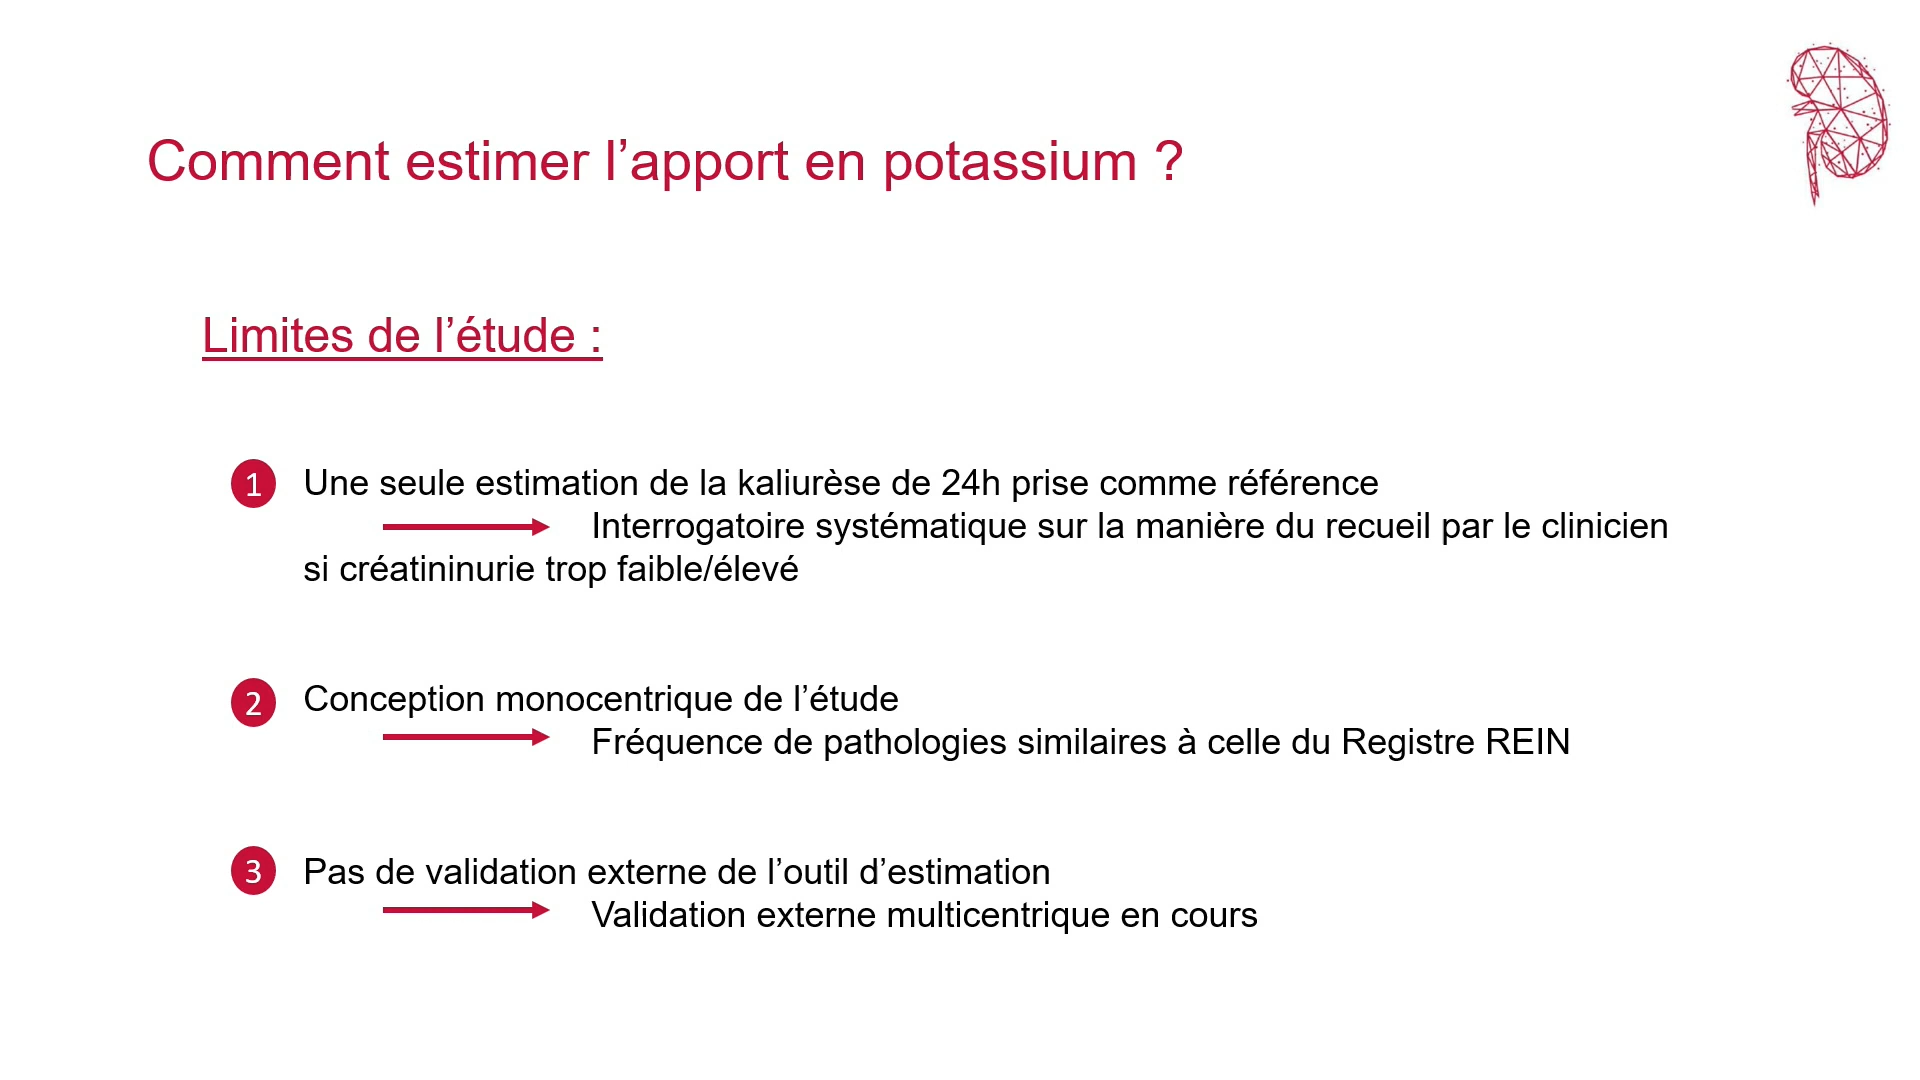 Comment estimer l’apport en potassium ?
Limites de l’étude :
1 Une seule estimation de la kaliurèse de 24h prise comme référence
Interrogatoire systématique sur la manière du recueil par le clinicien
si créatininurie trop faible/élevé
2 Conception monocentrique de l’étude
Fréquence de pathologies similaires à celle du Registre REIN
3 Pas de validation externe de l’outil d’estimation
Validation externe multicentrique en cours